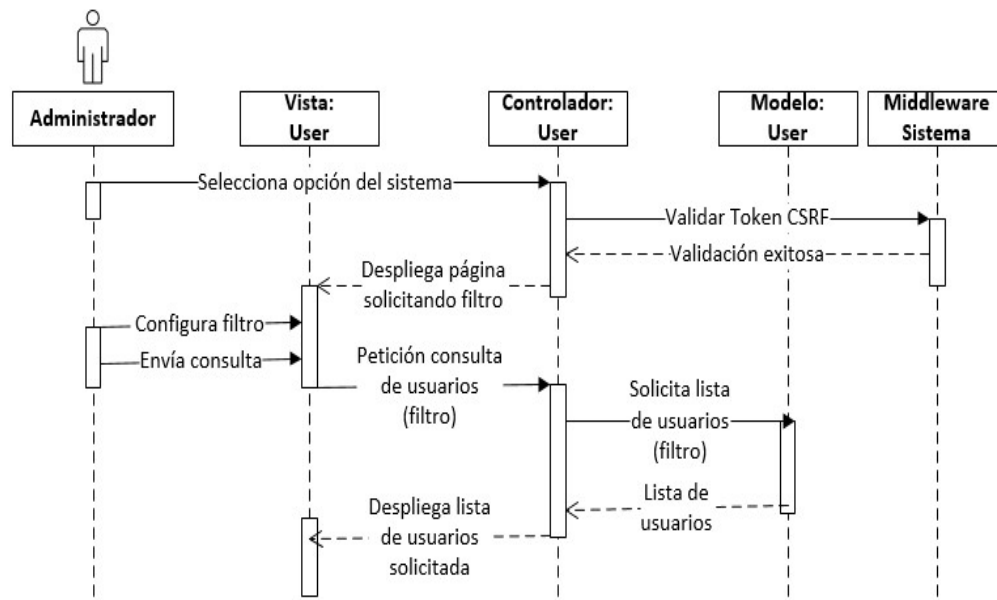 Administrador
Vista:
User
Controlador:
User
Modelo:
User
Middleware
Sistema
Selecciona opción del sistema
Validar Token CSRF
Validación exitosa
Despliega página
solicitando filtro
Configura filtro
Envía consulta
Petición consulta
de usuarios
(filtro)
Solicita lista
de usuarios
(filtro)
Lista de
usuarios
Despliega lista
de usuarios
solicitada